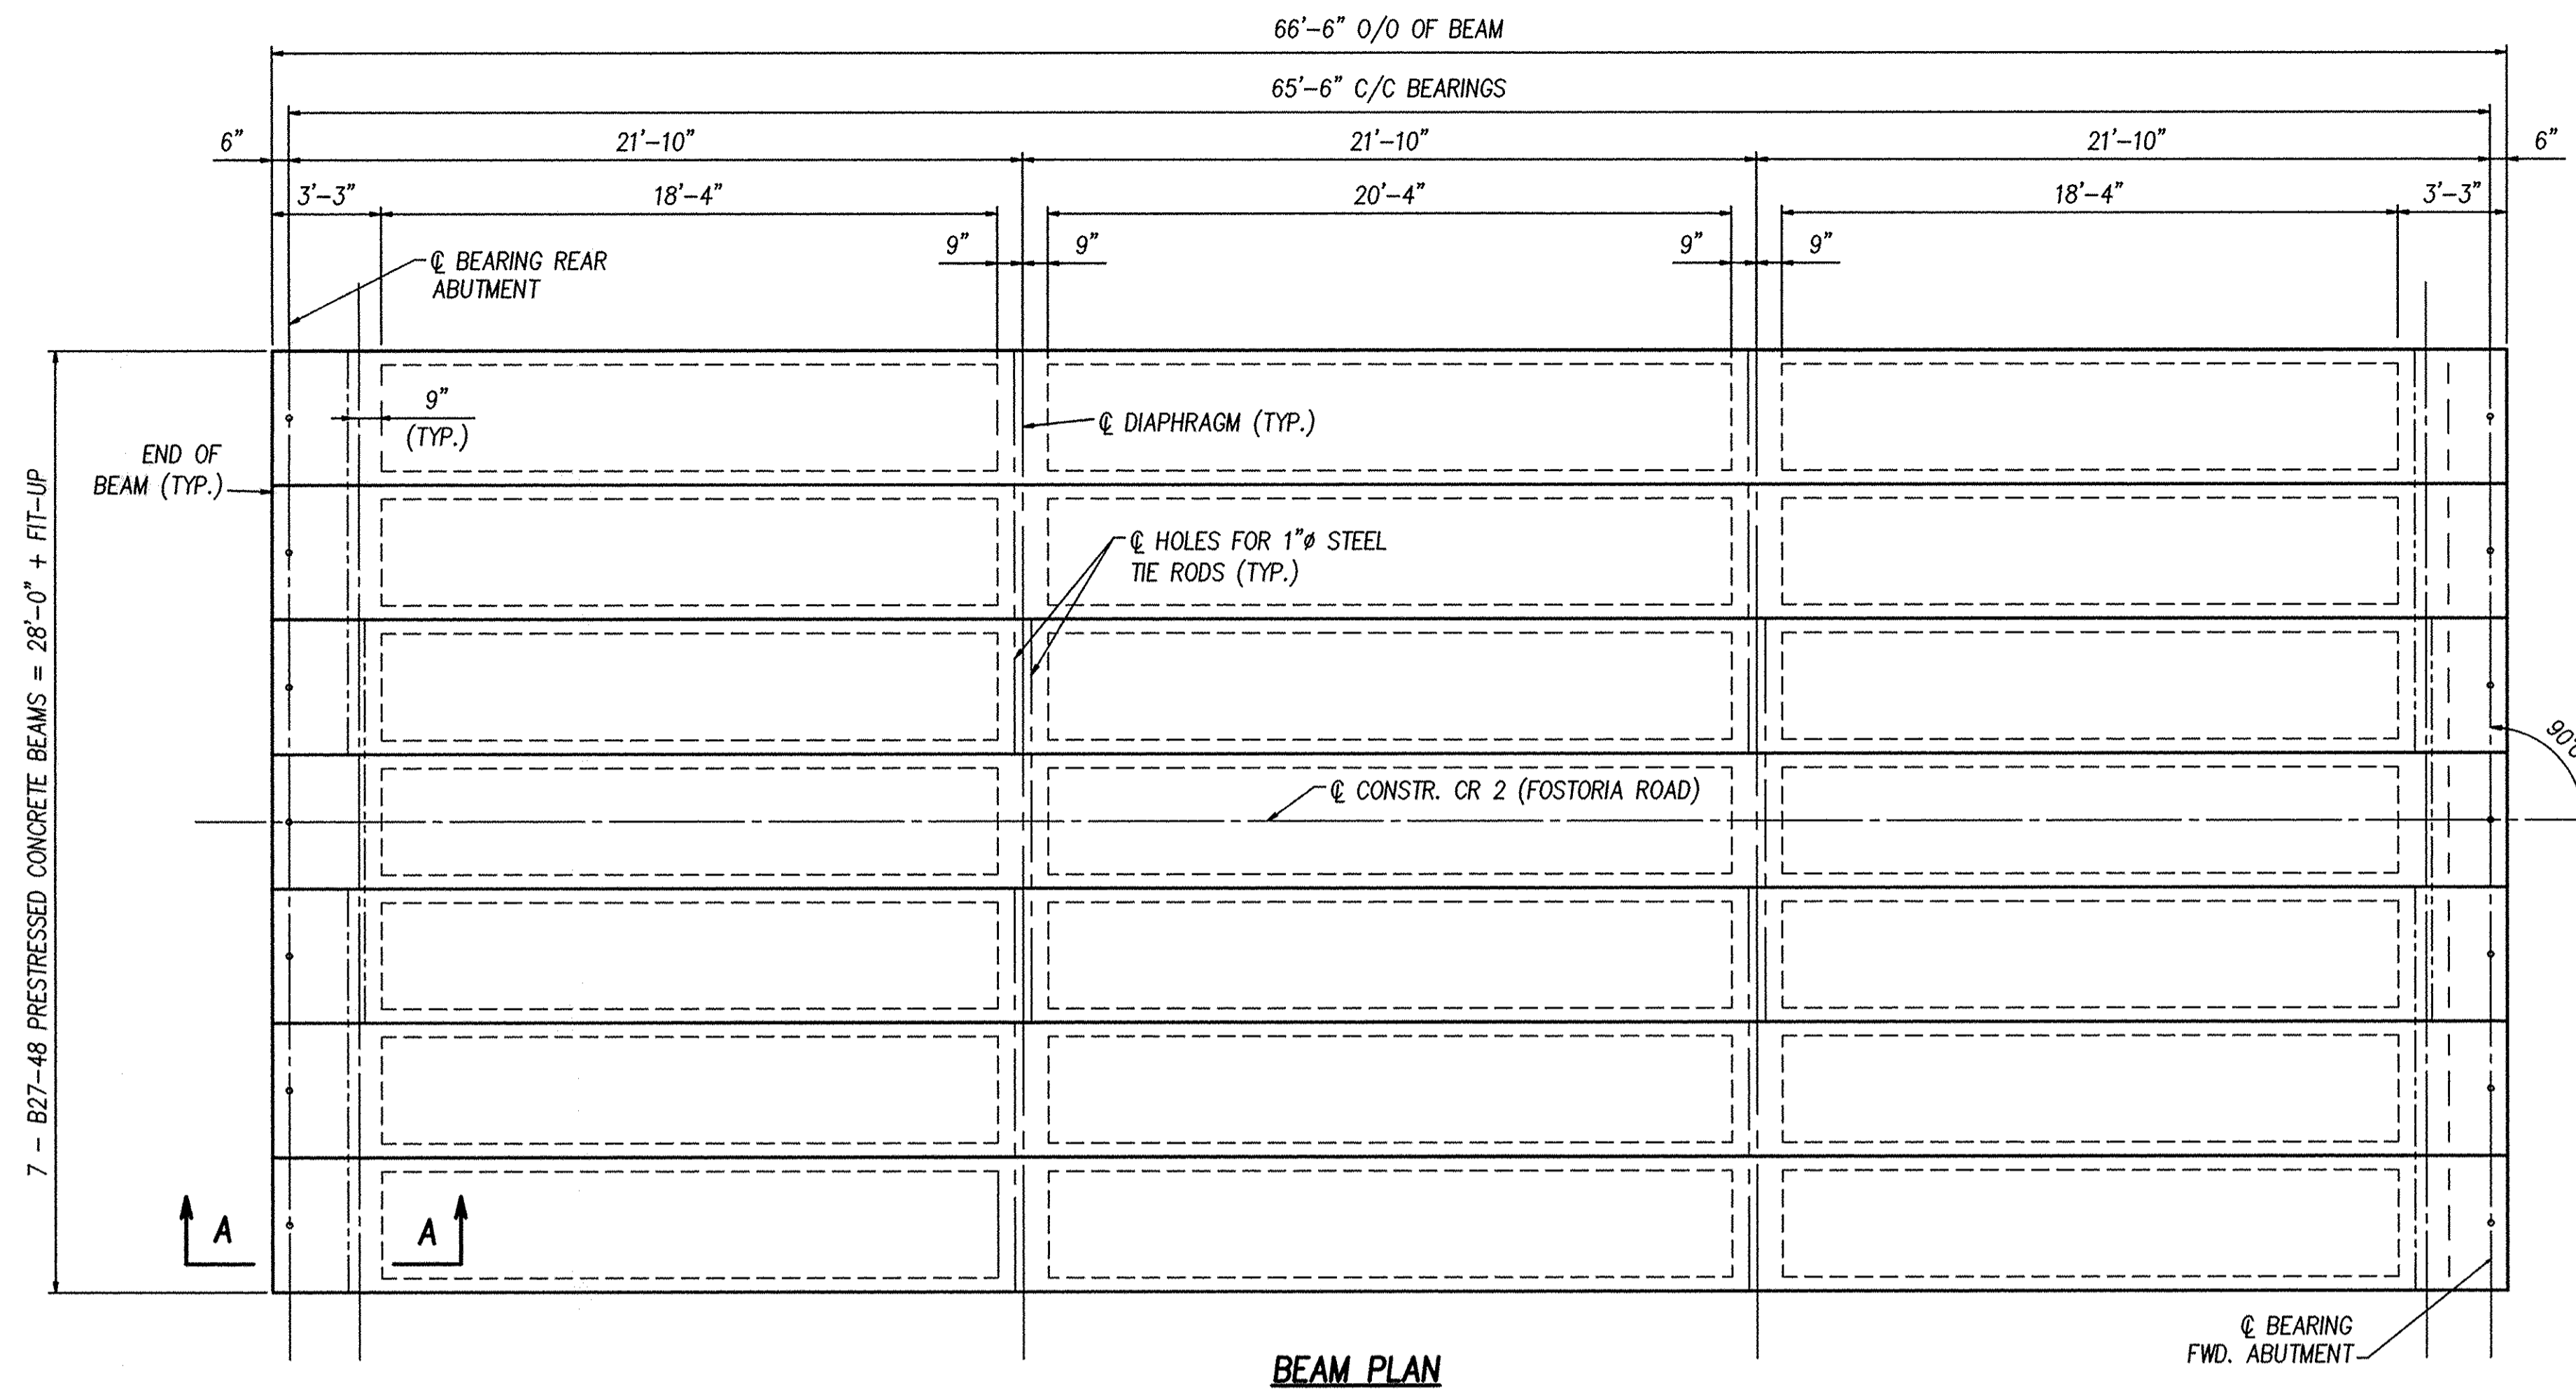 66'-6" O/O OF BEAM
65'-6" C/C BEARINGS
6" 21'-10" 21'-10" 21'-10" 6"
3'-3" 18'-4" 20'-4" 18'-4" 3'-3"
9" 9" 9" 9"
℄ BEARING REAR
ABUTMENT
9"
(TYP.)
℄ DIAPHRAGM (TYP.)
END OF
BEAM (TYP.)
℄ HOLES FOR 1"ø STEEL
TIE RODS (TYP.)
7 - B27-48 PRESTRESSED CONCRETE BEAMS = 28'-0" + FIT-UP
℄ CONSTR. CR 2 (FOSTORIA ROAD)
A A
℄ BEARING
FWD. ABUTMENT
BEAM PLAN